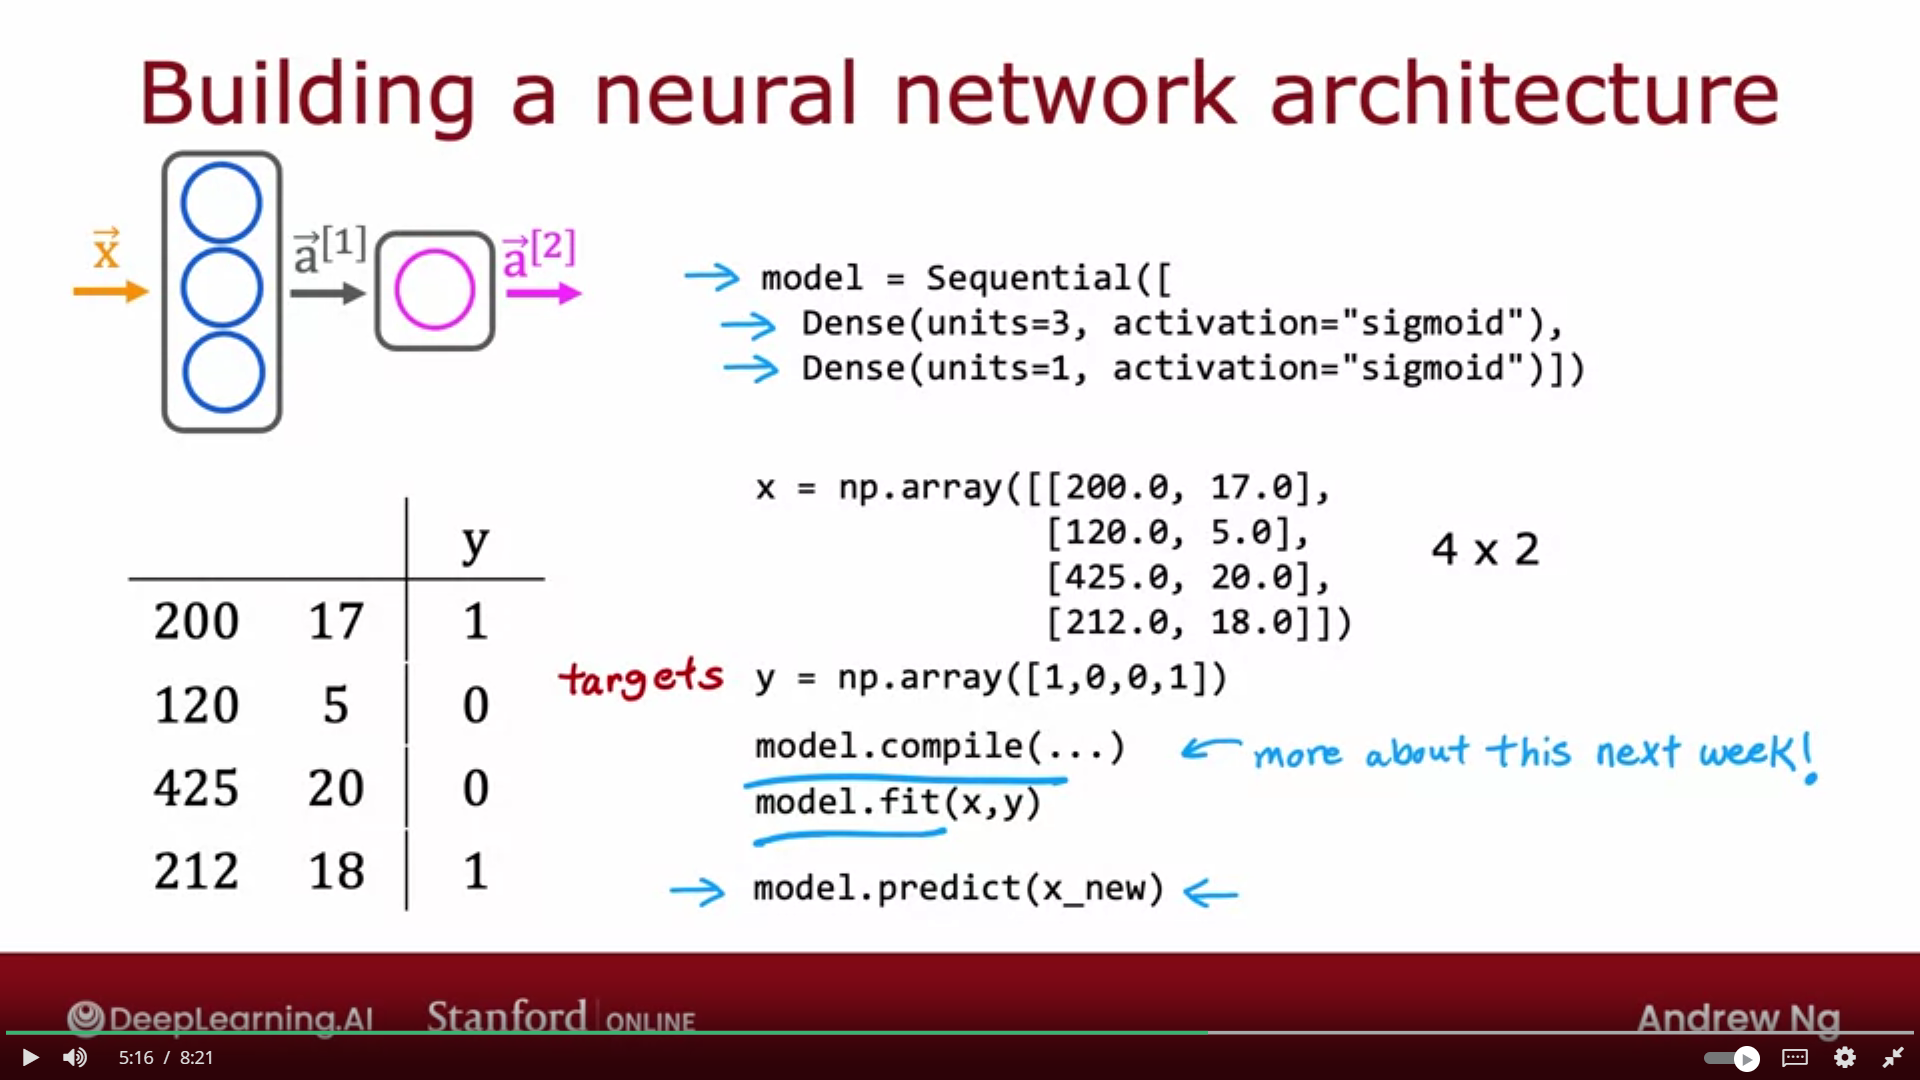 Building a neural network architecture
x⃗
a⃗[1]
a⃗[2]
model = Sequential([
Dense(units=3, activation="sigmoid"),
Dense(units=1, activation="sigmoid")])
y
200 17 1
120 5 0
425 20 0
212 18 1
x = np.array([[200.0, 17.0],
[120.0, 5.0],
[425.0, 20.0],
[212.0, 18.0]])
4 x 2
targets y = np.array([1,0,0,1])
model.compile(...) more about this next week!
model.fit(x,y)
model.predict(x_new)
DeepLearning.AI Stanford ONLINE Andrew Ng
5:16 / 8:21